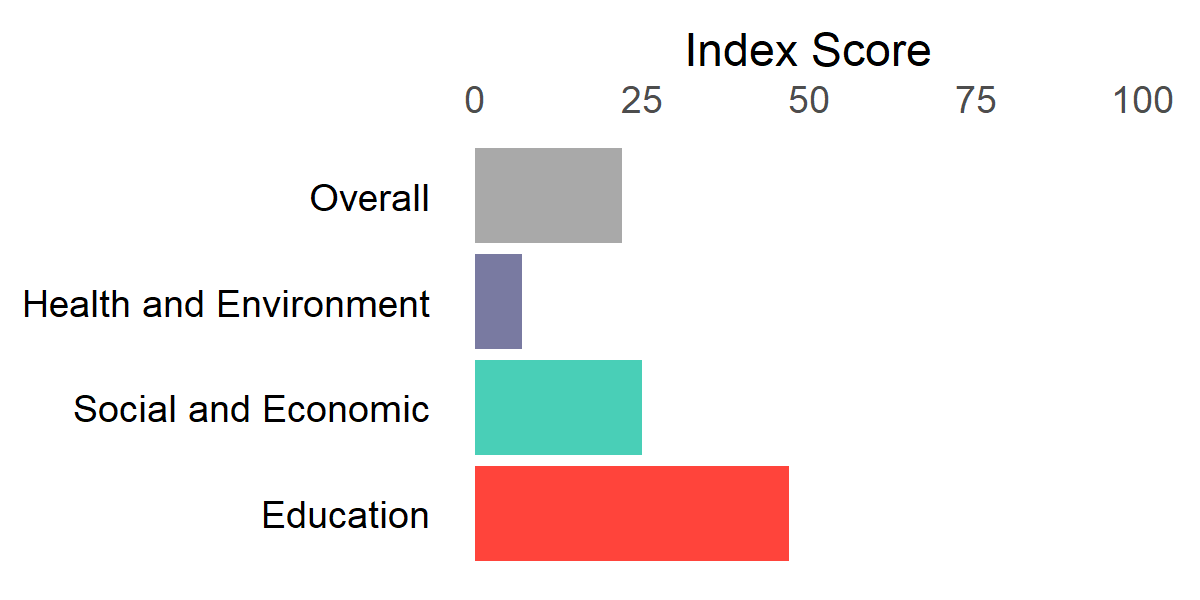 Index Score
0 25 50 75 100
Overall
Health and Environment
Social and Economic
Education